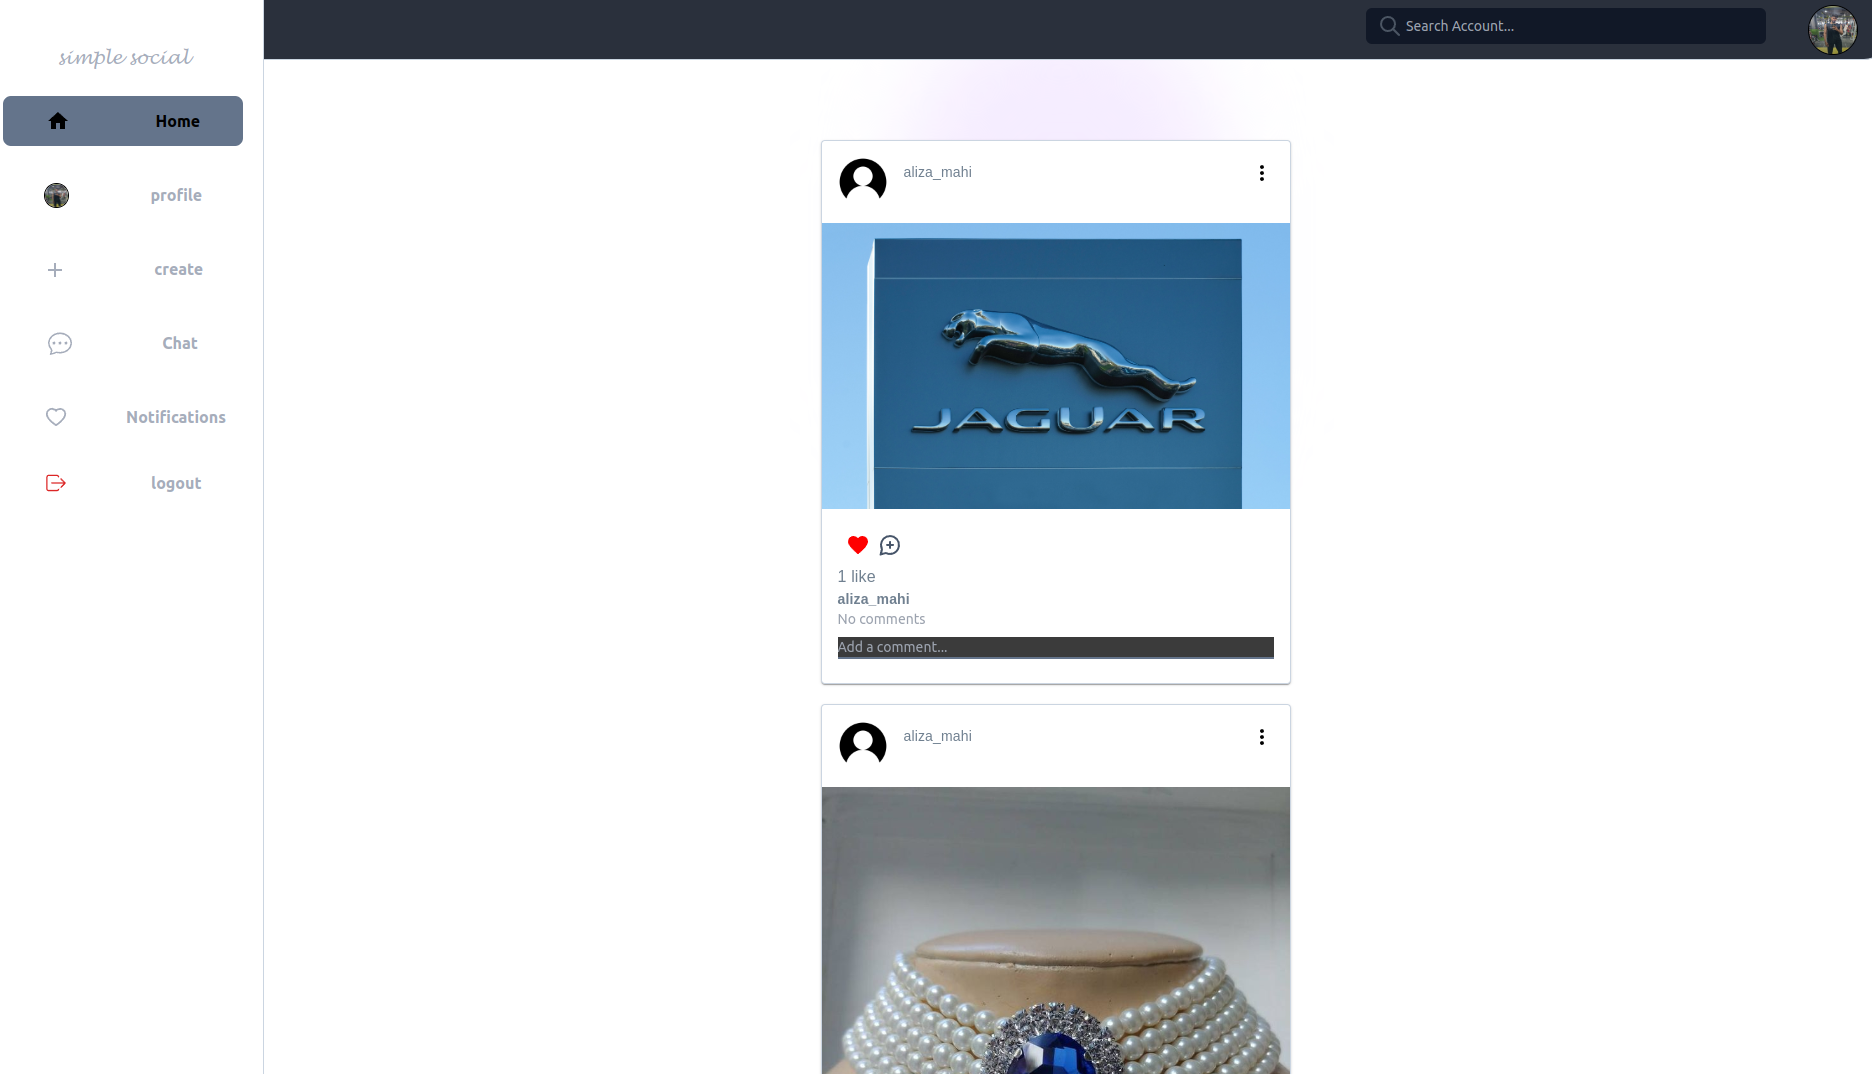 simple social
Home
profile
create
Chat
Notifications
logout
Search Account...
aliza_mahi
JAGUAR
1 like
aliza_mahi
No comments
Add a comment...
aliza_mahi